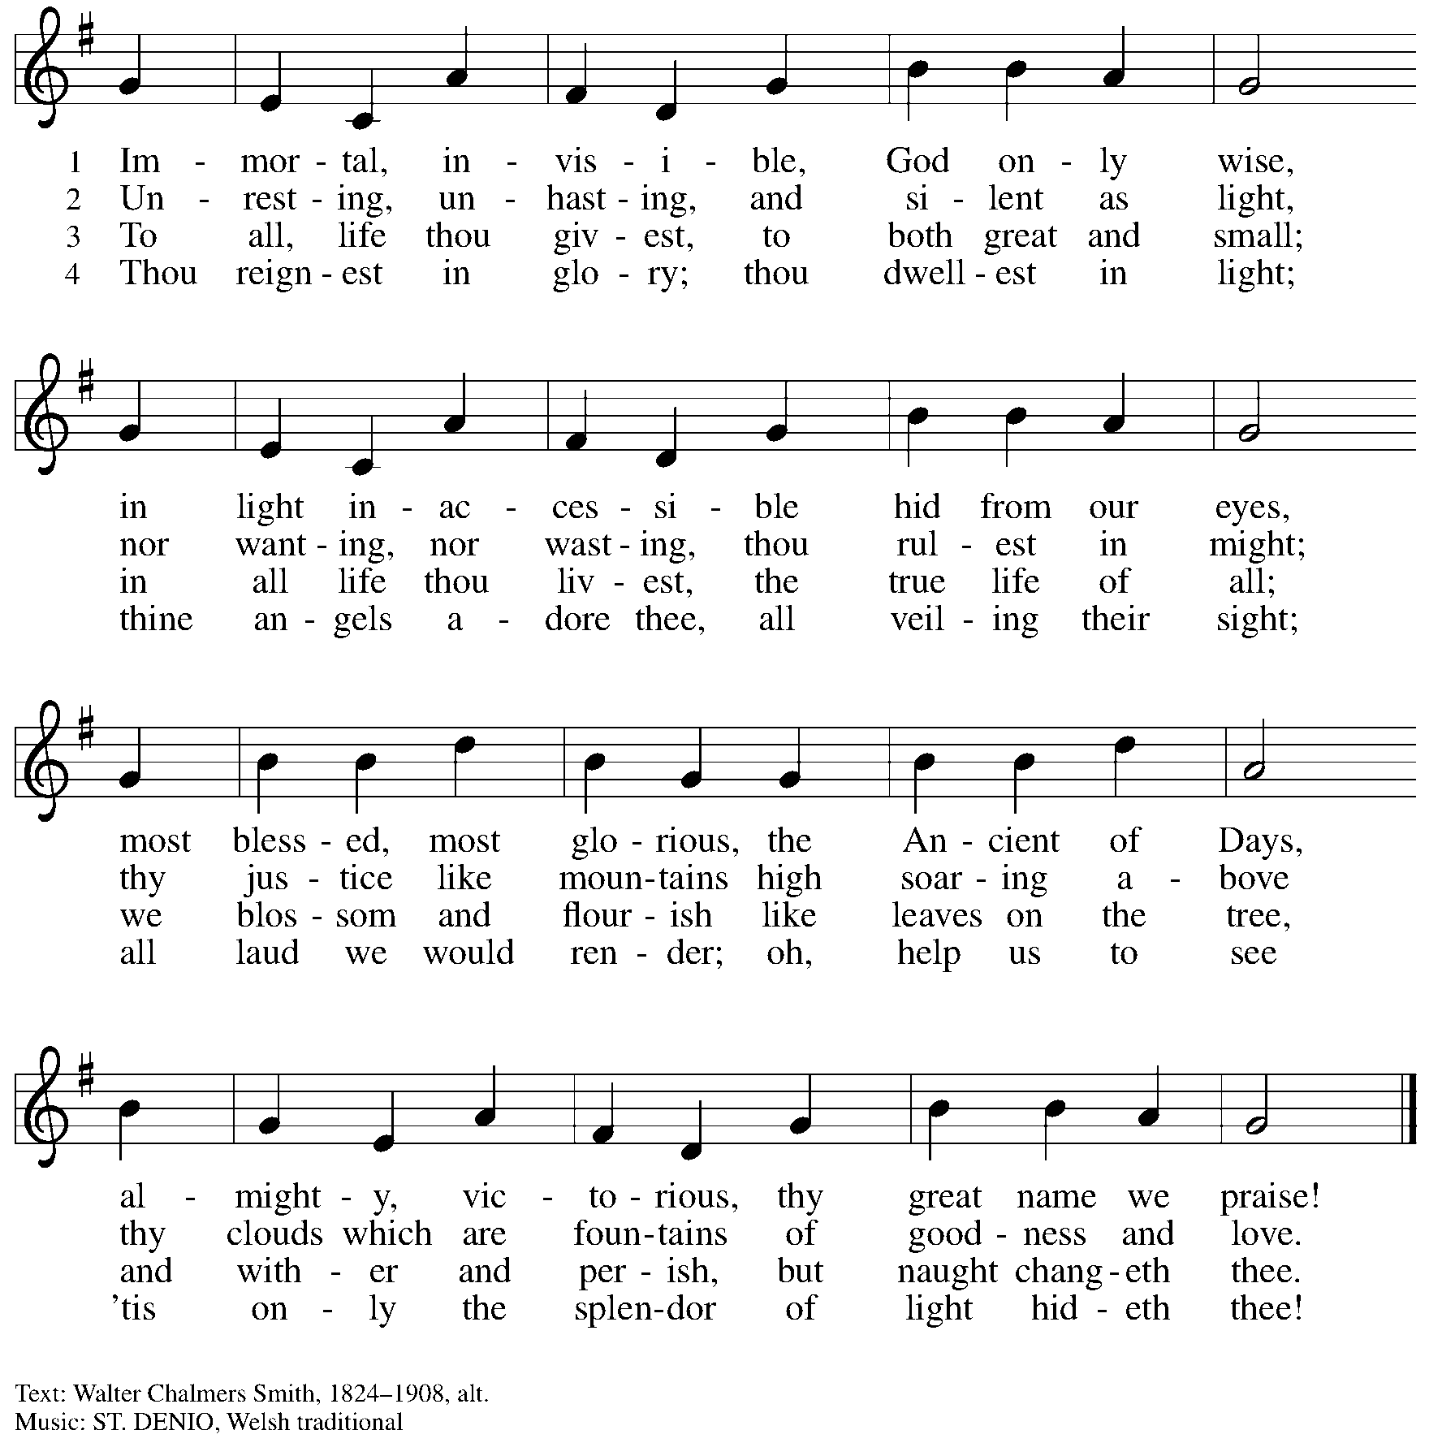 1 Im - mor - tal, in - vis - i - ble, God on - ly wise,
2 Un - rest - ing, un - hast - ing, and si - lent as light,
3 To all, life thou giv - est, to both great and small;
4 Thou reign - est in glo - ry; thou dwell - est in light;
in light in - ac - ces - si - ble hid from our eyes,
nor want - ing, nor wast - ing, thou rul - est in might;
in all life thou liv - est, the true life of all;
thine an - gels a - dore thee, all veil - ing their sight;
most bless - ed, most glo - rious, the An - cient of Days,
thy jus - tice like moun - tains high soar - ing a - bove
we blos - som and flour - ish like leaves on the tree,
all laud we would ren - der; oh, help us to see
al - might - y, vic - to - rious, thy great name we praise!
thy clouds which are foun - tains of good - ness and love.
and with - er and per - ish, but naught chang - eth thee.
'tis on - ly the splen - dor of light hid - eth thee!
Text: Walter Chalmers Smith, 1824–1908, alt.
Music: ST. DENIO, Welsh traditional